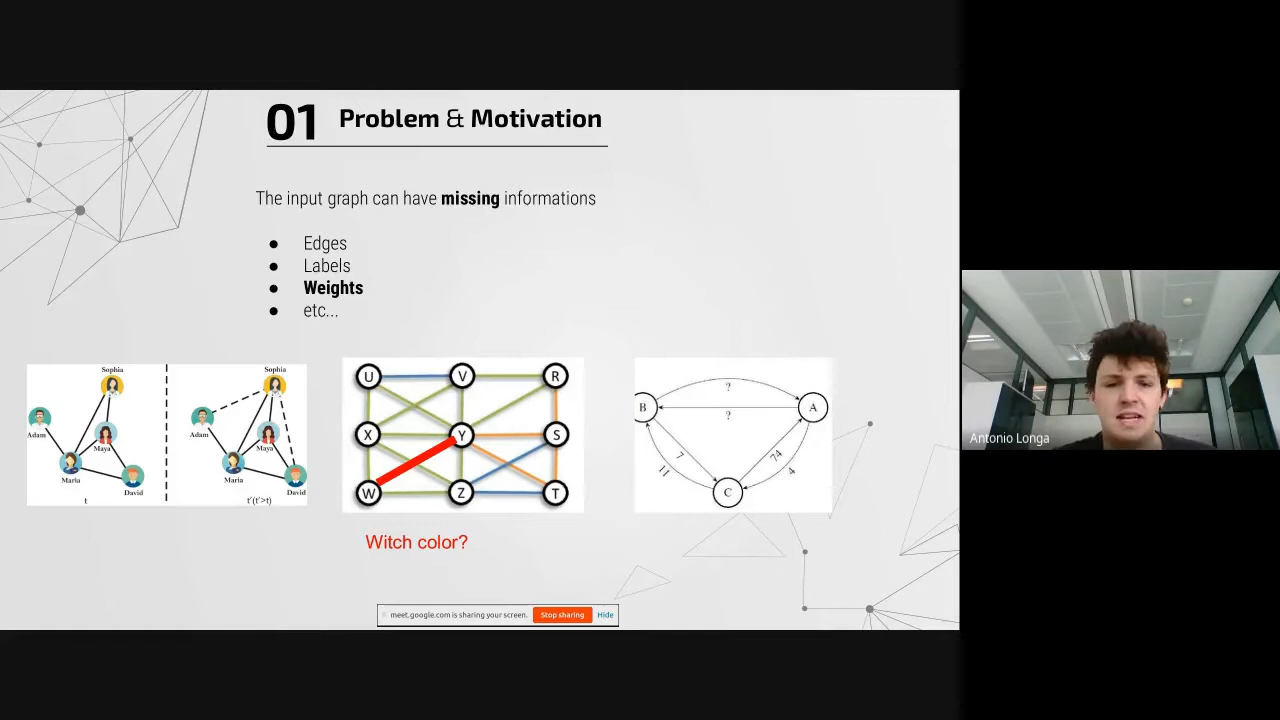 01 Problem & Motivation
The input graph can have missing informations
● Edges
● Labels
● Weights
● etc...
Sophia
Adam
Maya
Maria
David
t
Sophia
Adam
Maya
Maria
David
t'(t'>t)
U V R
X Y S
W Z T
Witch color?
?
B ? A
7 74
11 4
C
Antonio Longa
meet.google.com is sharing your screen. Stop sharing Hide